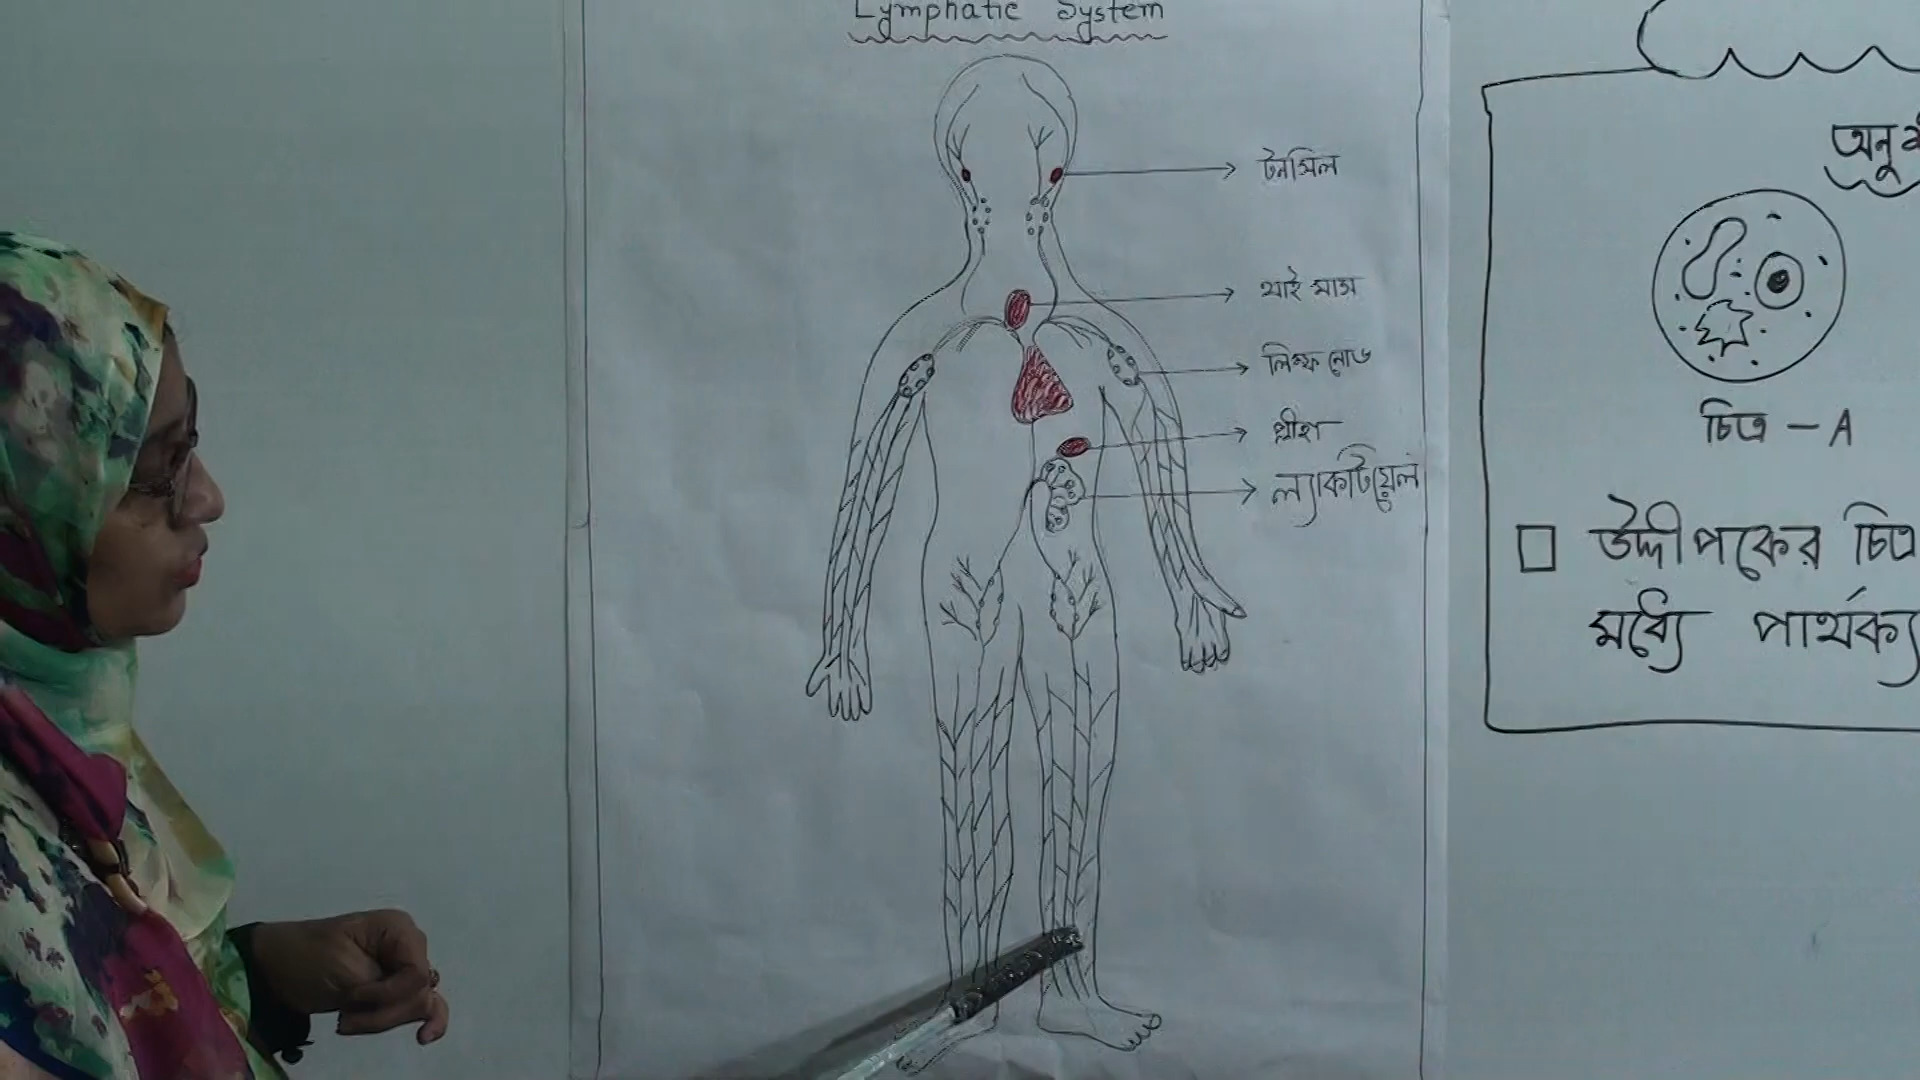 Lymphatic System
টনসিল
থাইমাস
লিম্ফ নোড
প্লীহা
ল্যাকটিয়েল
চিত্র - A
□ উদ্দীপকের চিত্র
মধ্যে পার্থক্য